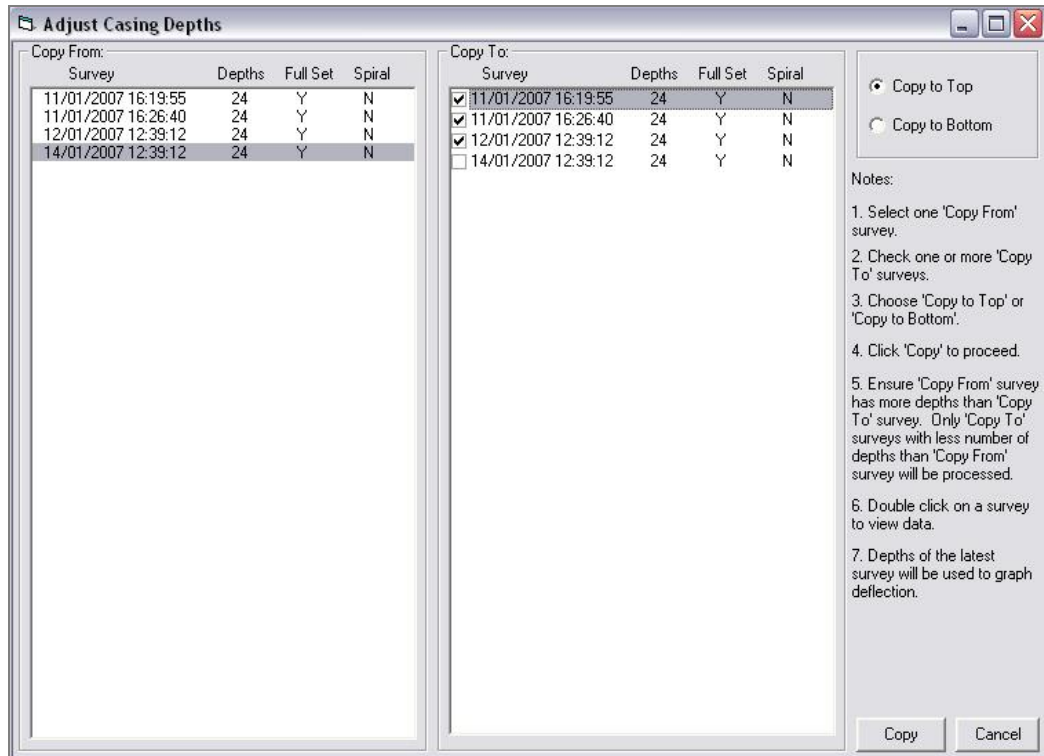 Adjust Casing Depths
Copy From:
Survey Depths Full Set Spiral
11/01/2007 16:19:55 24 Y N
11/01/2007 16:26:40 24 Y N
12/01/2007 12:39:12 24 Y N
14/01/2007 12:39:12 24 Y N
Copy To:
Survey Depths Full Set Spiral
11/01/2007 16:19:55 24 Y N
11/01/2007 16:26:40 24 Y N
12/01/2007 12:39:12 24 Y N
14/01/2007 12:39:12 24 Y N
Copy to Top
Copy to Bottom
Notes:
1. Select one 'Copy From'
survey.
2. Check one or more 'Copy
To' surveys.
3. Choose 'Copy to Top' or
'Copy to Bottom'.
4. Click 'Copy' to proceed.
5. Ensure 'Copy From' survey
has more depths than 'Copy
To' survey.  Only 'Copy To'
surveys with less number of
depths than 'Copy From'
survey will be processed.
6. Double click on a survey
to view data.
7. Depths of the latest
survey will be used to graph
deflection.
Copy Cancel